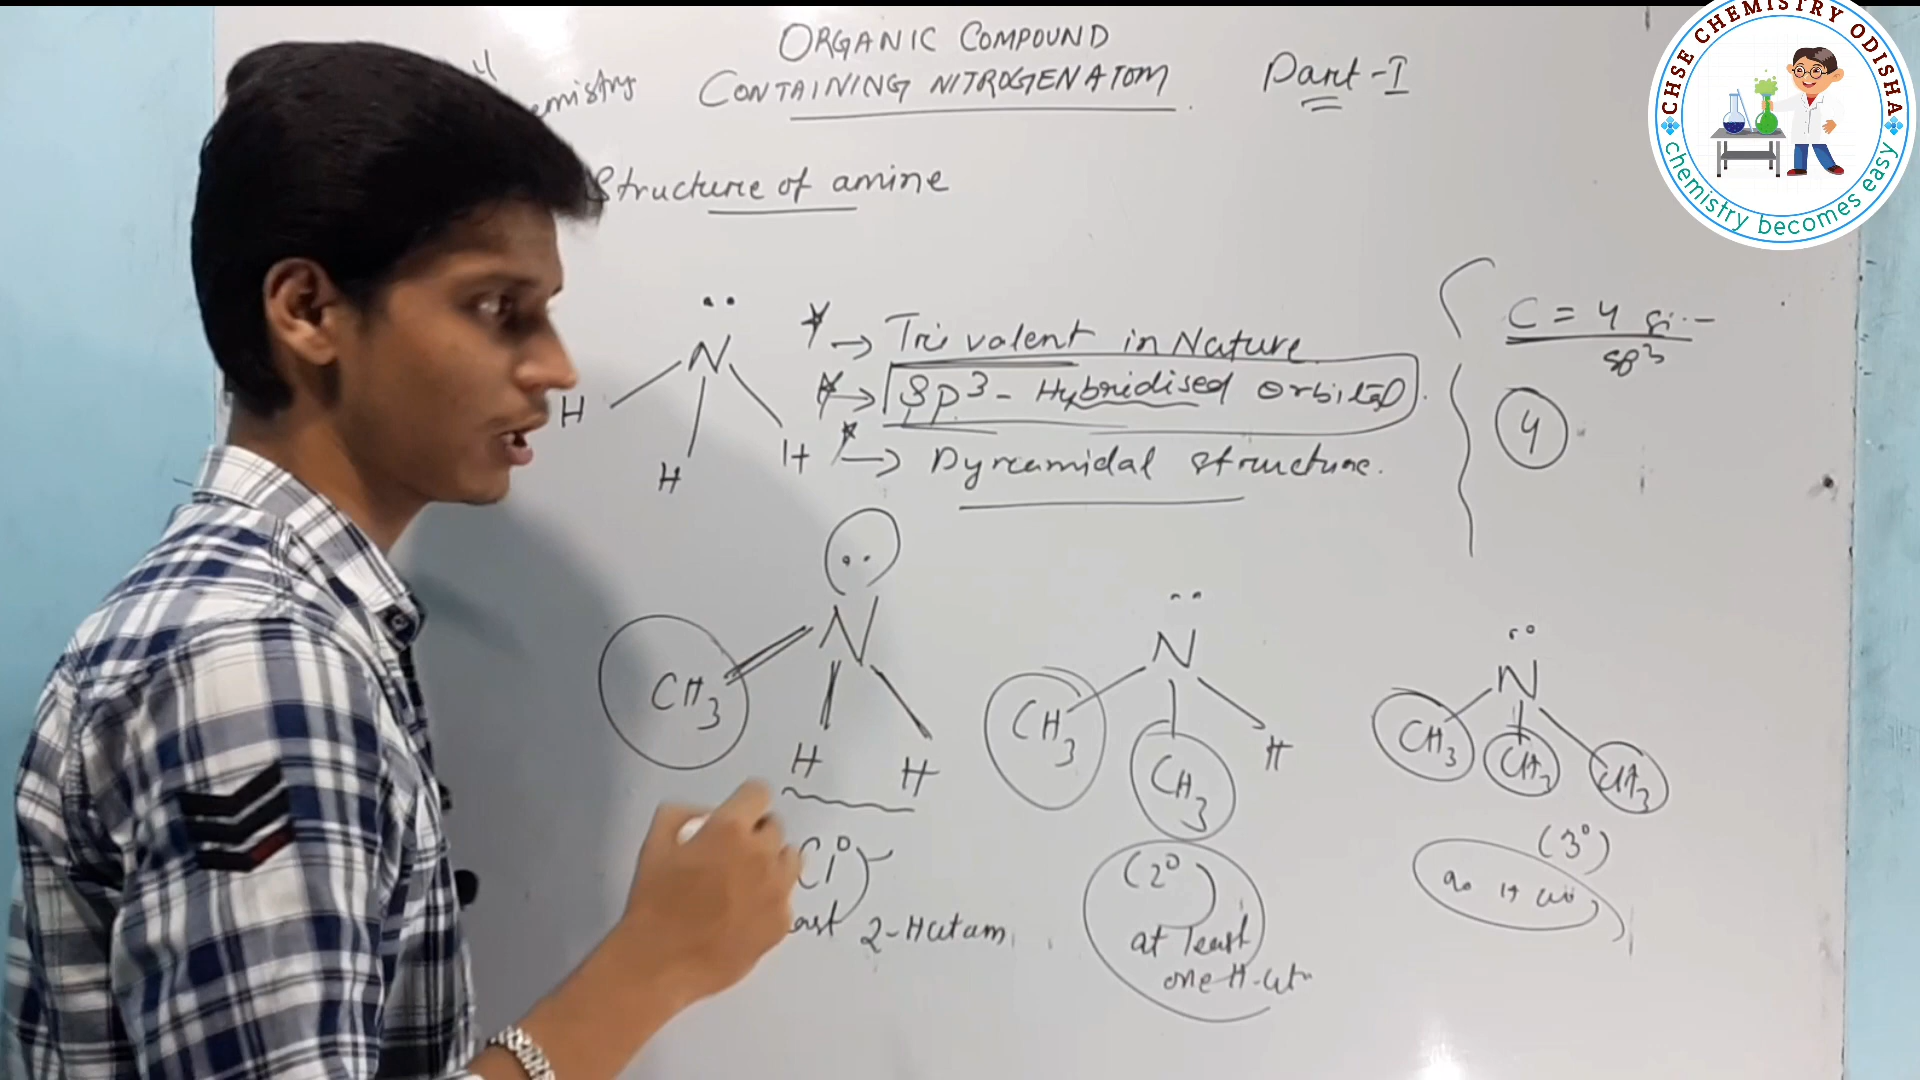 ORGANIC COMPOUND
emistry CONTAINING NITROGEN ATOM Part-I
CHSE CHEMISTRY ODISHA
chemistry becomes easy
Structure of amine
N
H H H
→ Trivalent in Nature.
→ Sp³- Hybridised orbital.
→ Pyramidal structure.
C = 4
sp³
4
N
CH3 H H
(1°)
2-H atom
N
CH3 CH3 H
(2°)
at least
one H-at
N
CH3 CH3 CH3
(3°)